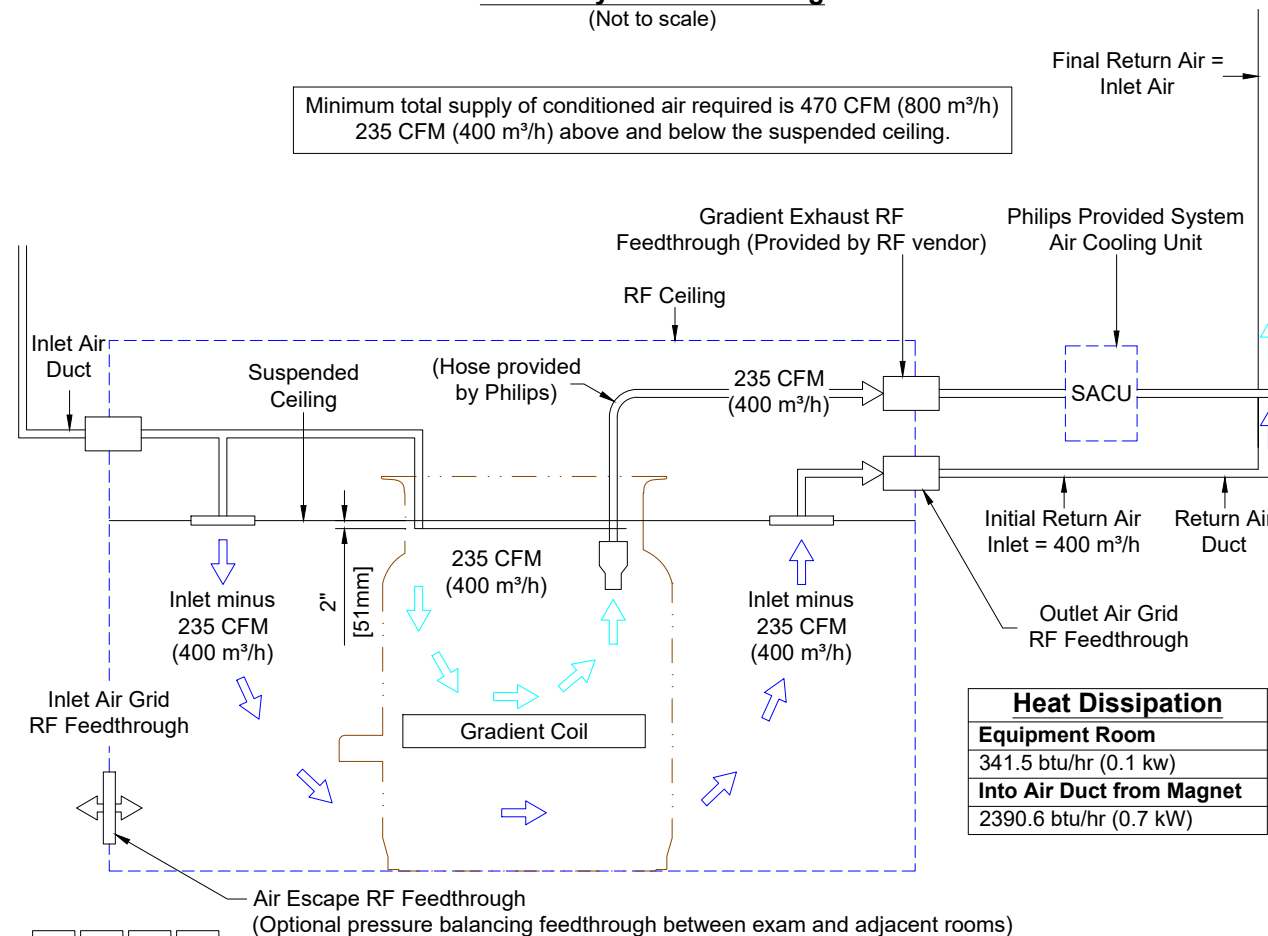 (Not to scale)
Final Return Air =
Inlet Air
Minimum total supply of conditioned air required is 470 CFM (800 m³/h)
235 CFM (400 m³/h) above and below the suspended ceiling.
Gradient Exhaust RF
Feedthrough (Provided by RF vendor)
Philips Provided System
Air Cooling Unit
RF Ceiling
Inlet Air
Duct
Suspended
Ceiling
(Hose provided
by Philips)
235 CFM
(400 m³/h)
SACU
235 CFM
(400 m³/h)
2"
[51mm]
Initial Return Air
Inlet = 400 m³/h
Return Air
Duct
Inlet minus
235 CFM
(400 m³/h)
Inlet minus
235 CFM
(400 m³/h)
Outlet Air Grid
RF Feedthrough
Inlet Air Grid
RF Feedthrough
Gradient Coil
Heat Dissipation
Equipment Room
341.5 btu/hr (0.1 kw)
Into Air Duct from Magnet
2390.6 btu/hr (0.7 kW)
Air Escape RF Feedthrough
(Optional pressure balancing feedthrough between exam and adjacent rooms)